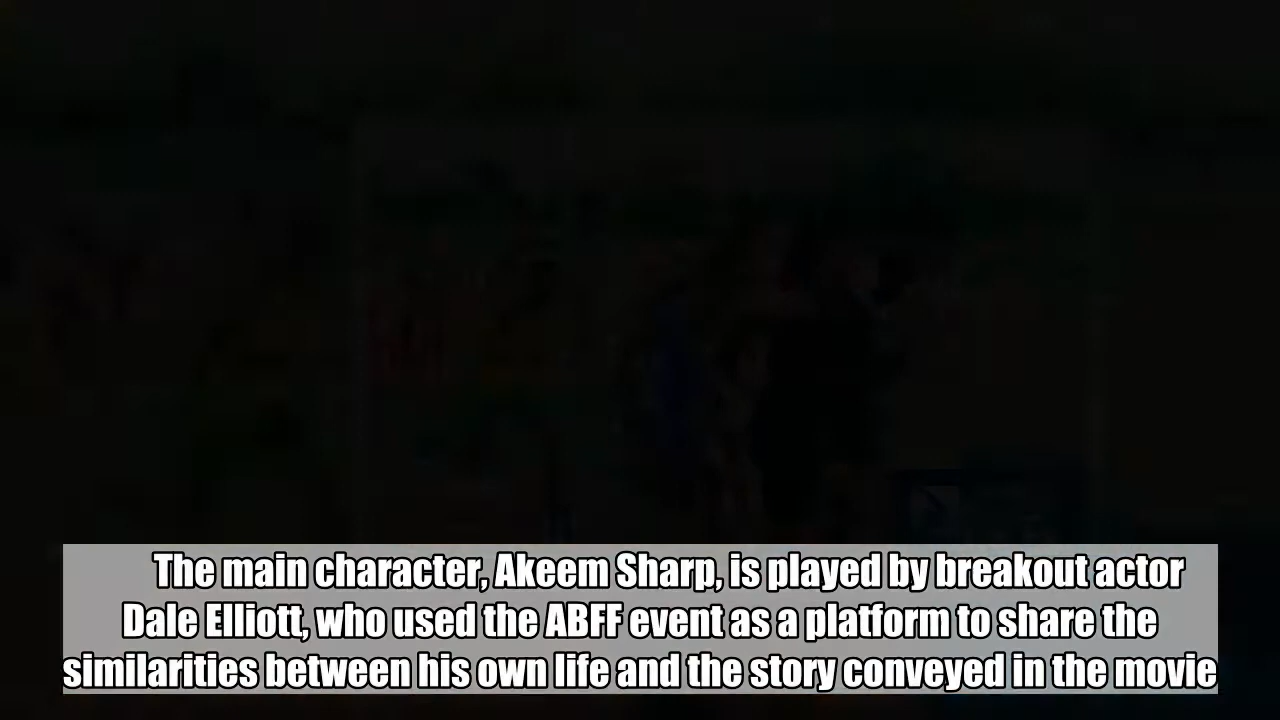 The main character, Akeem Sharp, is played by breakout actor
Dale Elliott, who used the ABFF event as a platform to share the
similarities between his own life and the story conveyed in the movie